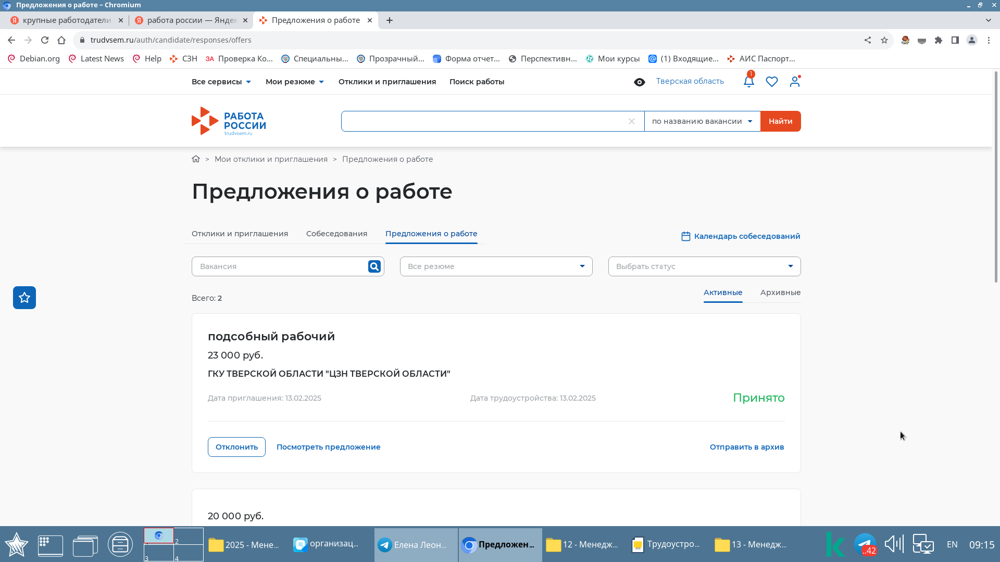 Предложения о работе – Chromium
крупные работодатели
работа россии — Яндек
Предложения о работе
trudvsem.ru/auth/candidate/responses/offers
Debian.org
Latest News
Help
СЗН
ЗА Проверка Ко...
Специальны...
Прозрачный...
Форма отчет...
Перспективн...
Мои курсы
(1) Входящие...
АИС Паспорт...
Все сервисы
Мои резюме
Отклики и приглашения
Поиск работы
Тверская область
1
РАБОТА
РОССИИ
trudvsem.ru
по названию вакансии
Найти
> Мои отклики и приглашения > Предложения о работе
Предложения о работе
Отклики и приглашения
Собеседования
Предложения о работе
Календарь собеседований
Вакансия
Все резюме
Выбрать статус
Всего: 2
Активные
Архивные
подсобный рабочий
23 000 руб.
ГКУ ТВЕРСКОЙ ОБЛАСТИ "ЦЗН ТВЕРСКОЙ ОБЛАСТИ"
Дата приглашения: 13.02.2025
Дата трудоустройства: 13.02.2025
Принято
Отклонить
Посмотреть предложение
Отправить в архив
20 000 руб.
2
3
4
2025 - Мене...
организац...
Елена Леон...
Предложен...
12 - Менедж...
Трудоустро...
13 - Менедж...
..42
EN
09:15